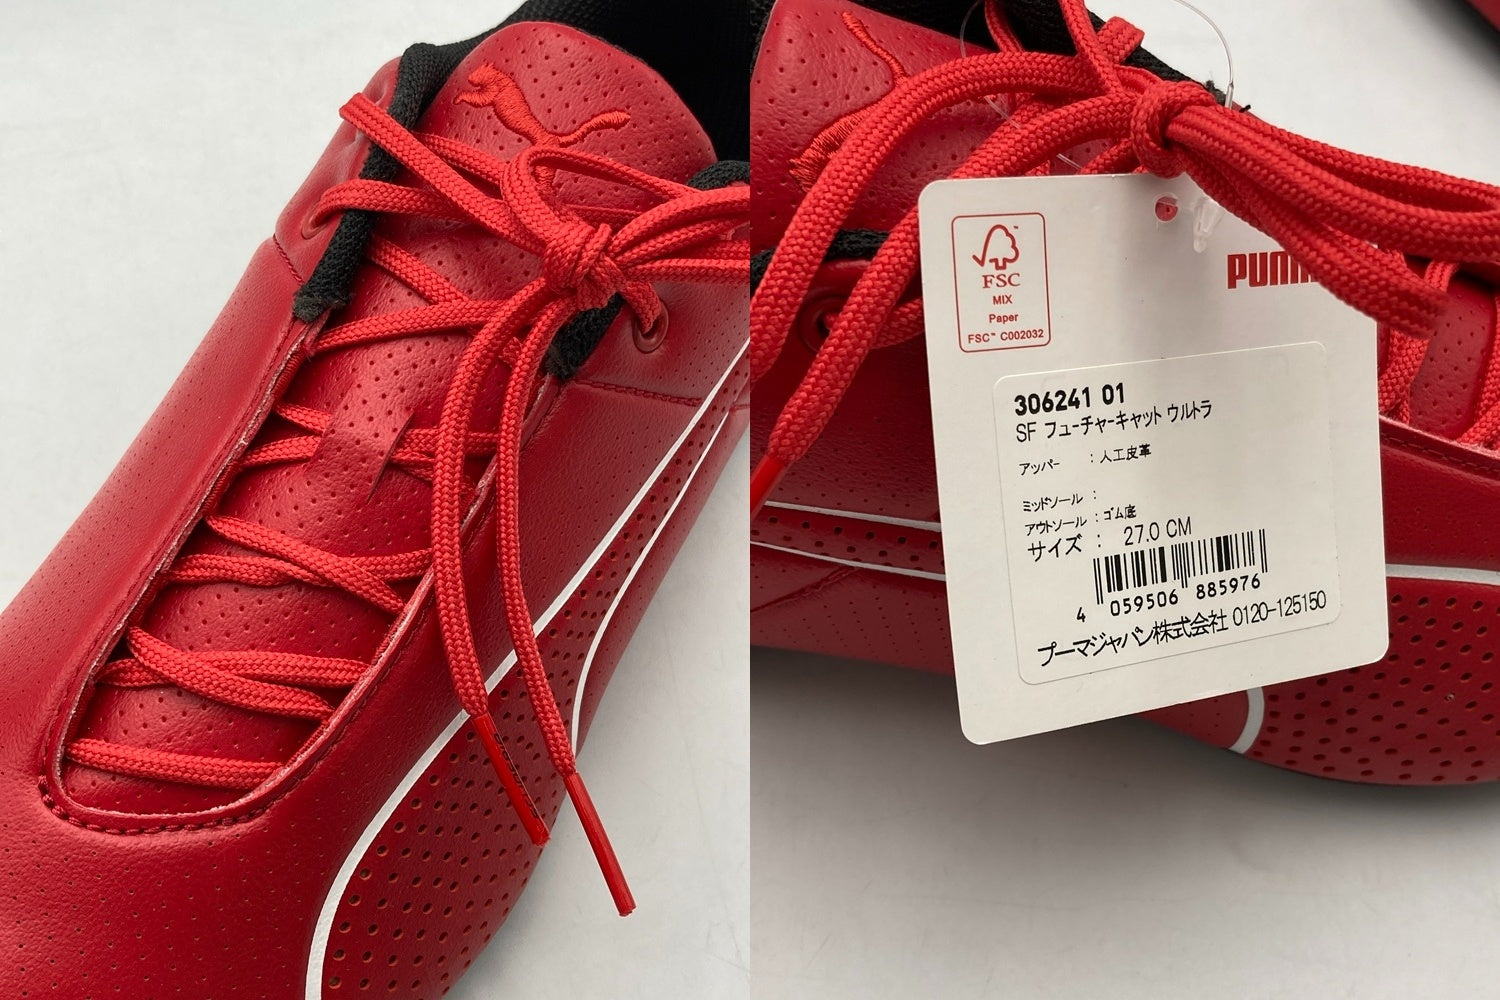 FSC™
MIX
Paper
FSC™ C002032
306241 01
SF フューチャーキャット ウルトラ
アッパー : 人工皮革
ミッドソール :
アウトソール : ゴム底
サイズ : 27.0 CM
4 059506 885976
プーマジャパン株式会社 0120-125150